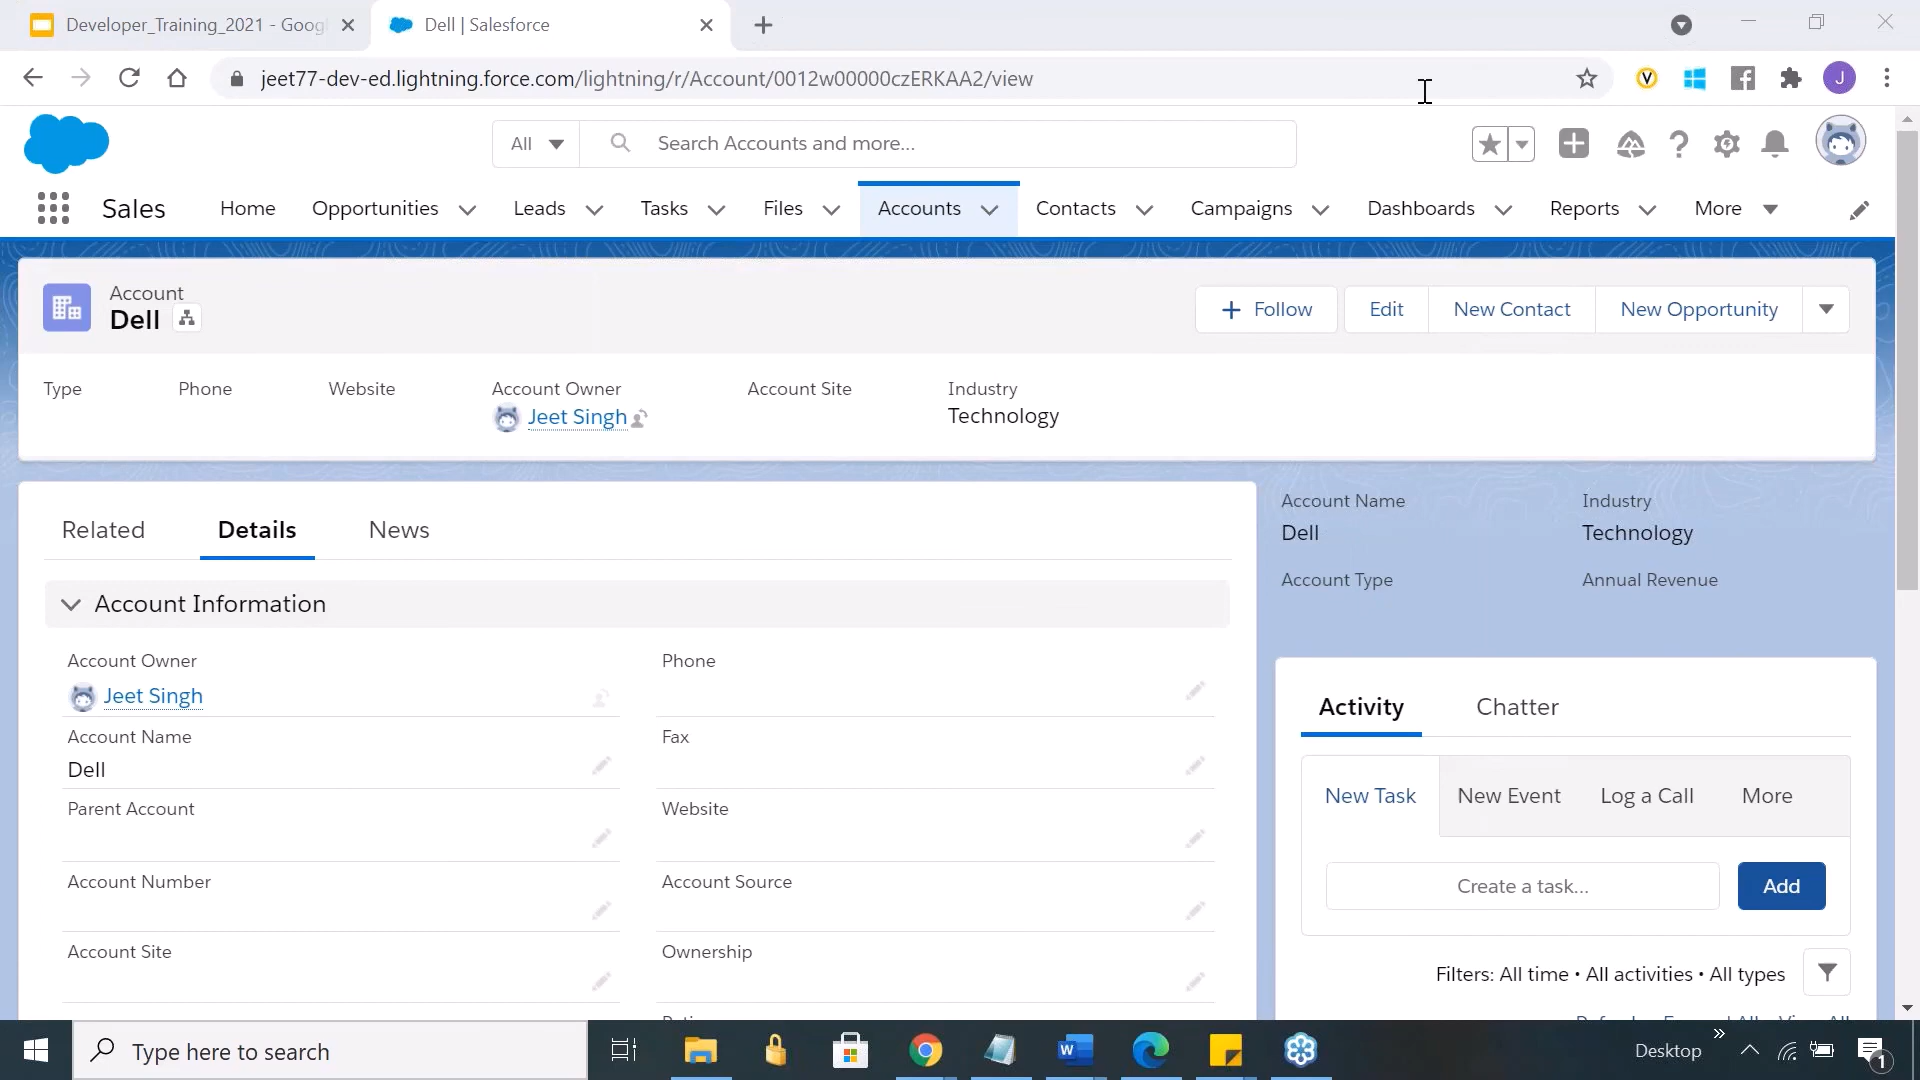 Developer_Training_2021 - Goog
Dell | Salesforce
jeet77-dev-ed.lightning.force.com/lightning/r/Account/0012w00000czERKAA2/view
J
All
Search Accounts and more...
Sales
Home
Opportunities
Leads
Tasks
Files
Accounts
Contacts
Campaigns
Dashboards
Reports
More
Account
Dell
Follow
Edit
New Contact
New Opportunity
Type
Phone
Website
Account Owner
Jeet Singh
Account Site
Industry
Technology
Related
Details
News
Account Information
Account Owner
Jeet Singh
Phone
Account Name
Dell
Fax
Parent Account
Website
Account Number
Account Source
Account Site
Ownership
Account Name
Dell
Industry
Technology
Account Type
Annual Revenue
Activity
Chatter
New Task
New Event
Log a Call
More
Create a task...
Add
Filters: All time • All activities • All types
Type here to search
Desktop
1